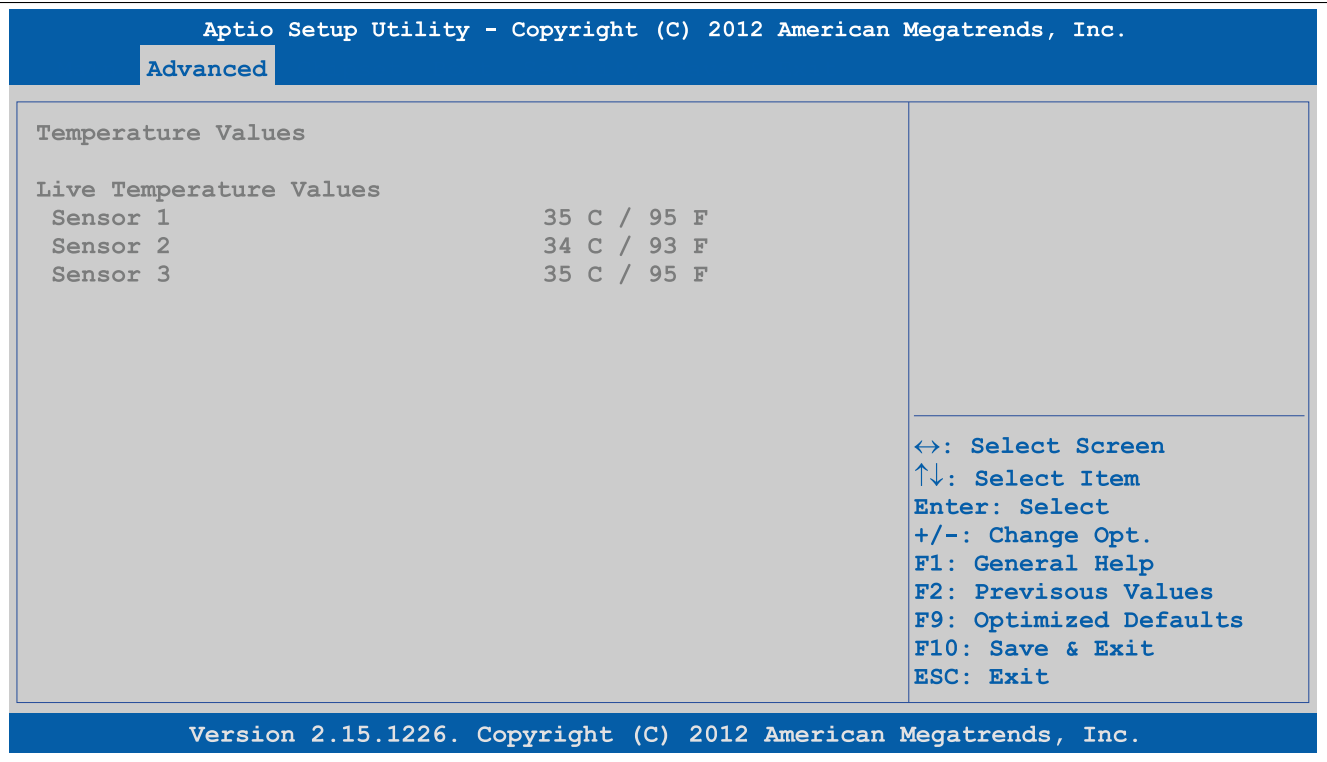 Aptio Setup Utility - Copyright (C) 2012 American Megatrends, Inc.
Advanced
Temperature Values
Live Temperature Values
Sensor 1 35 C / 95 F
Sensor 2 34 C / 93 F
Sensor 3 35 C / 95 F
↔: Select Screen
↑↓: Select Item
Enter: Select
+/-: Change Opt.
F1: General Help
F2: Previsous Values
F9: Optimized Defaults
F10: Save & Exit
ESC: Exit
Version 2.15.1226. Copyright (C) 2012 American Megatrends, Inc.